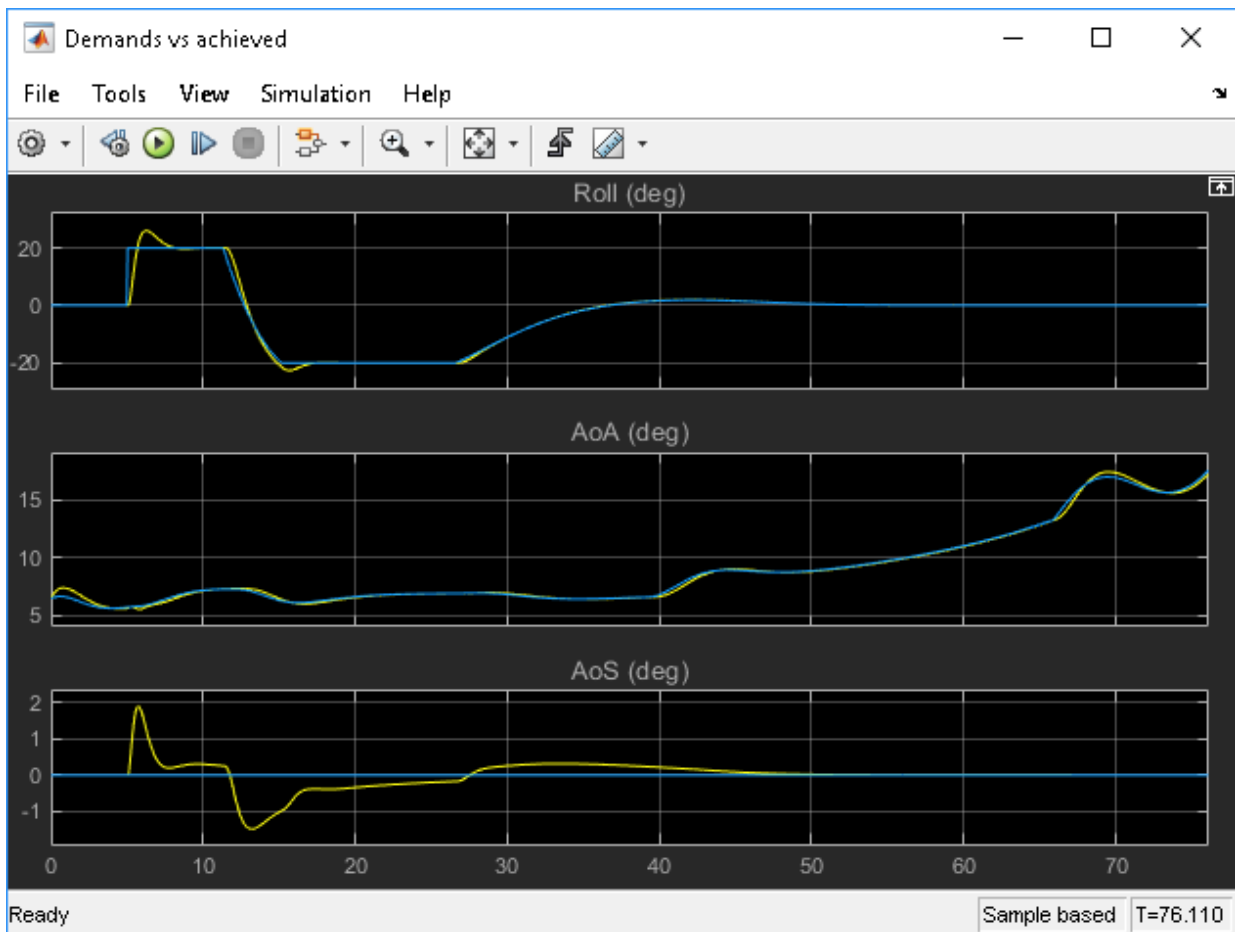 Demands vs achieved
File Tools View Simulation Help
Roll (deg)
20
0
-20
AoA (deg)
15
10
5
AoS (deg)
2
1
0
-1
0 10 20 30 40 50 60 70
Ready Sample based T=76.110